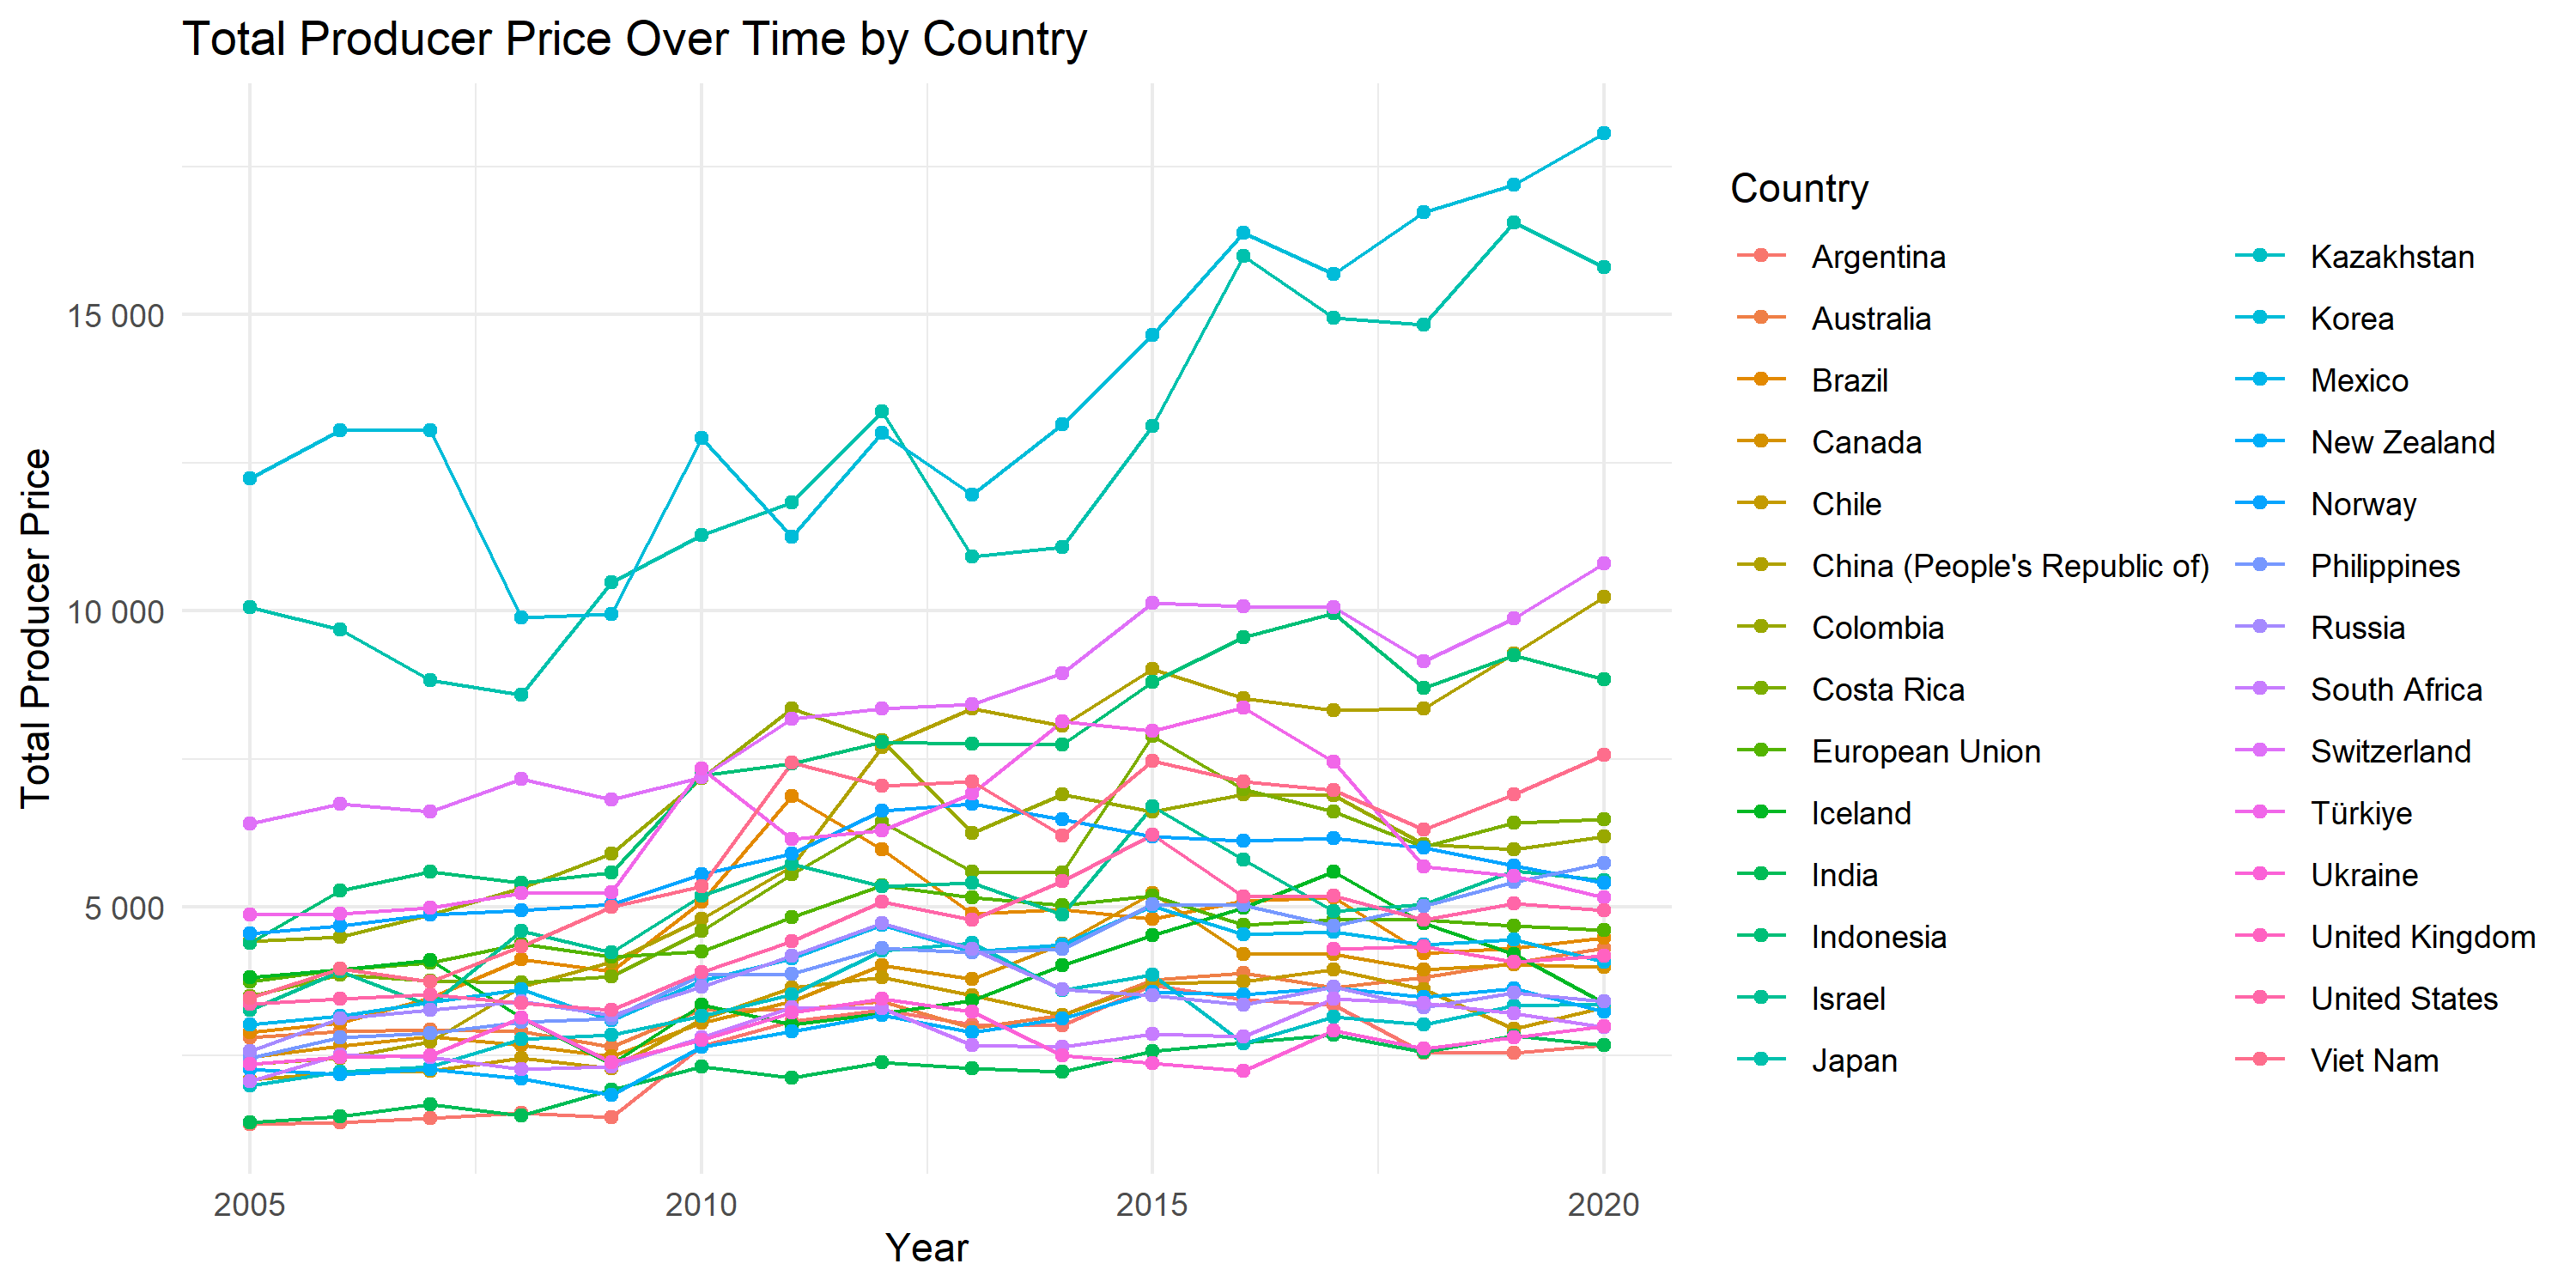 Total Producer Price Over Time by Country
Total Producer Price
15 000
10 000
5 000
2005
2010
2015
2020
Year
Country
Argentina
Australia
Brazil
Canada
Chile
China (People's Republic of)
Colombia
Costa Rica
European Union
Iceland
India
Indonesia
Israel
Japan
Kazakhstan
Korea
Mexico
New Zealand
Norway
Philippines
Russia
South Africa
Switzerland
Türkiye
Ukraine
United Kingdom
United States
Viet Nam